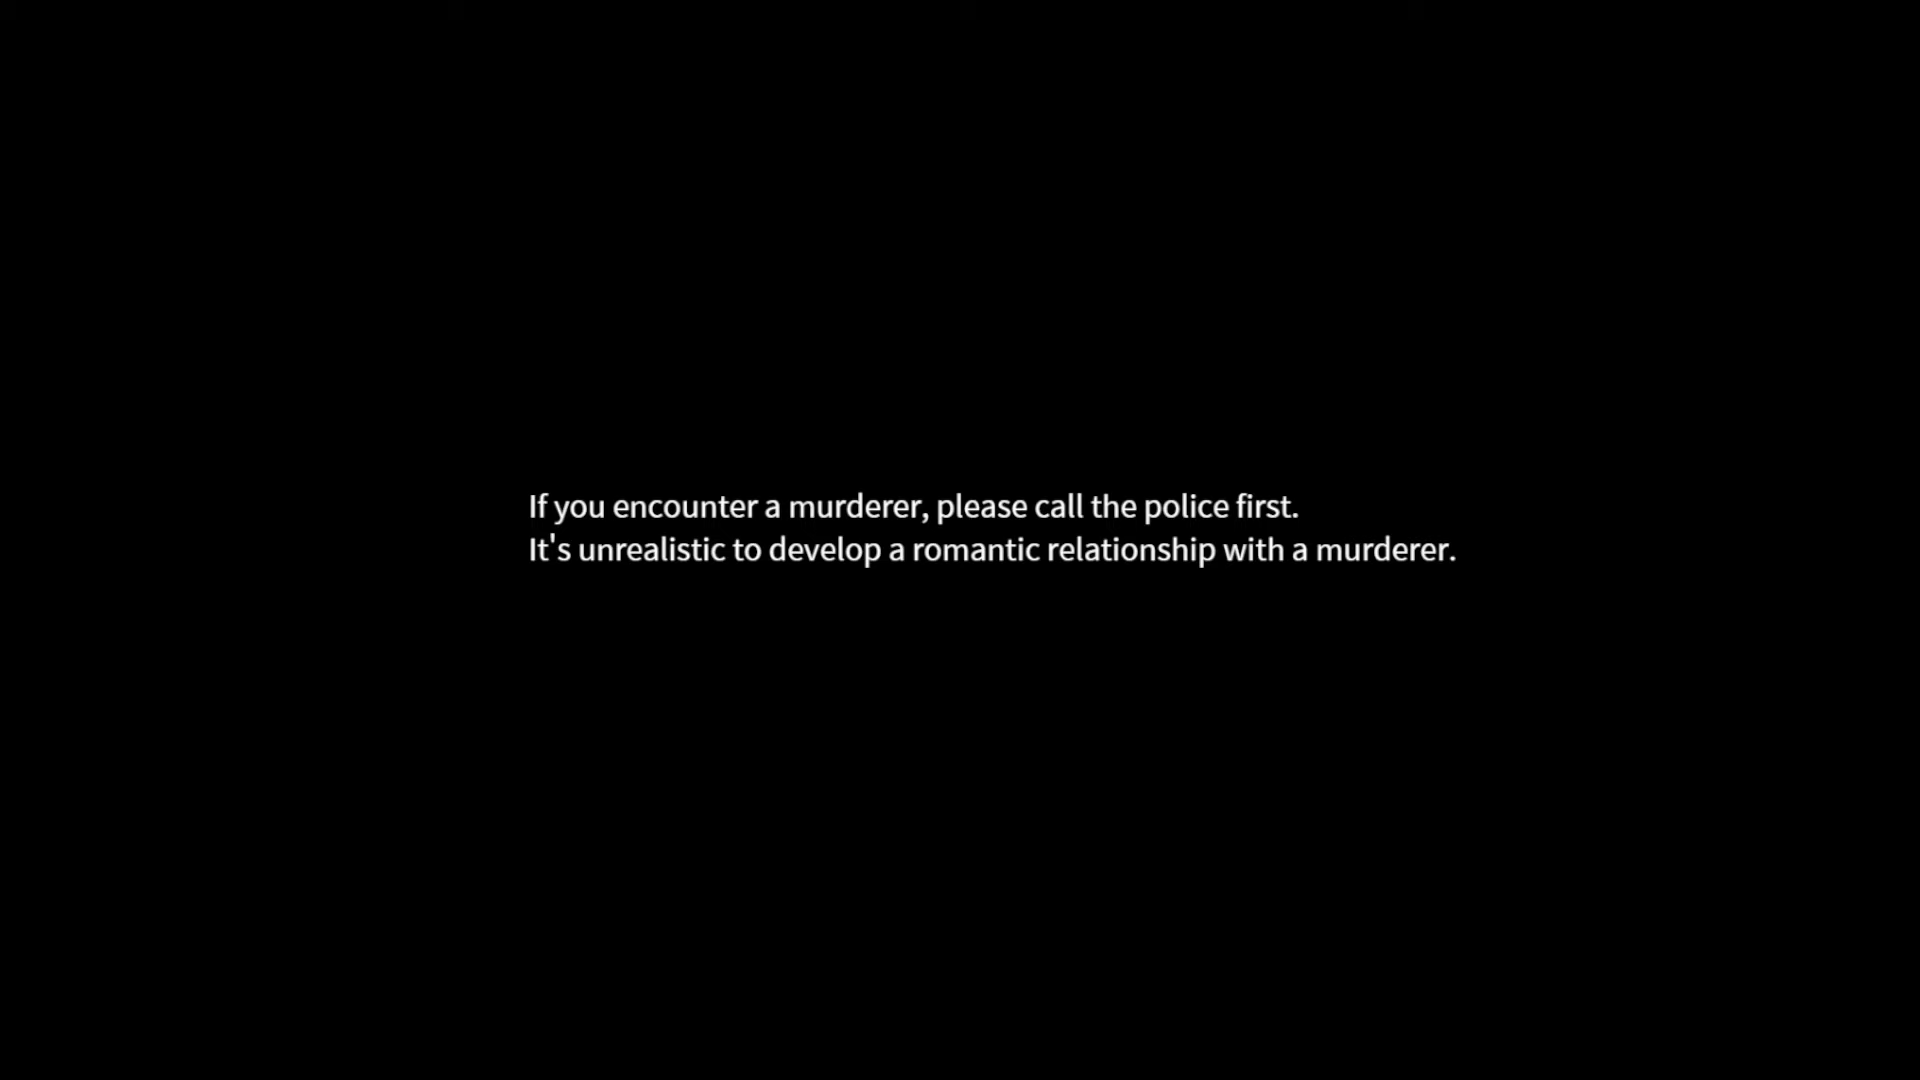 If you encounter a murderer, please call the police first.
It's unrealistic to develop a romantic relationship with a murderer.